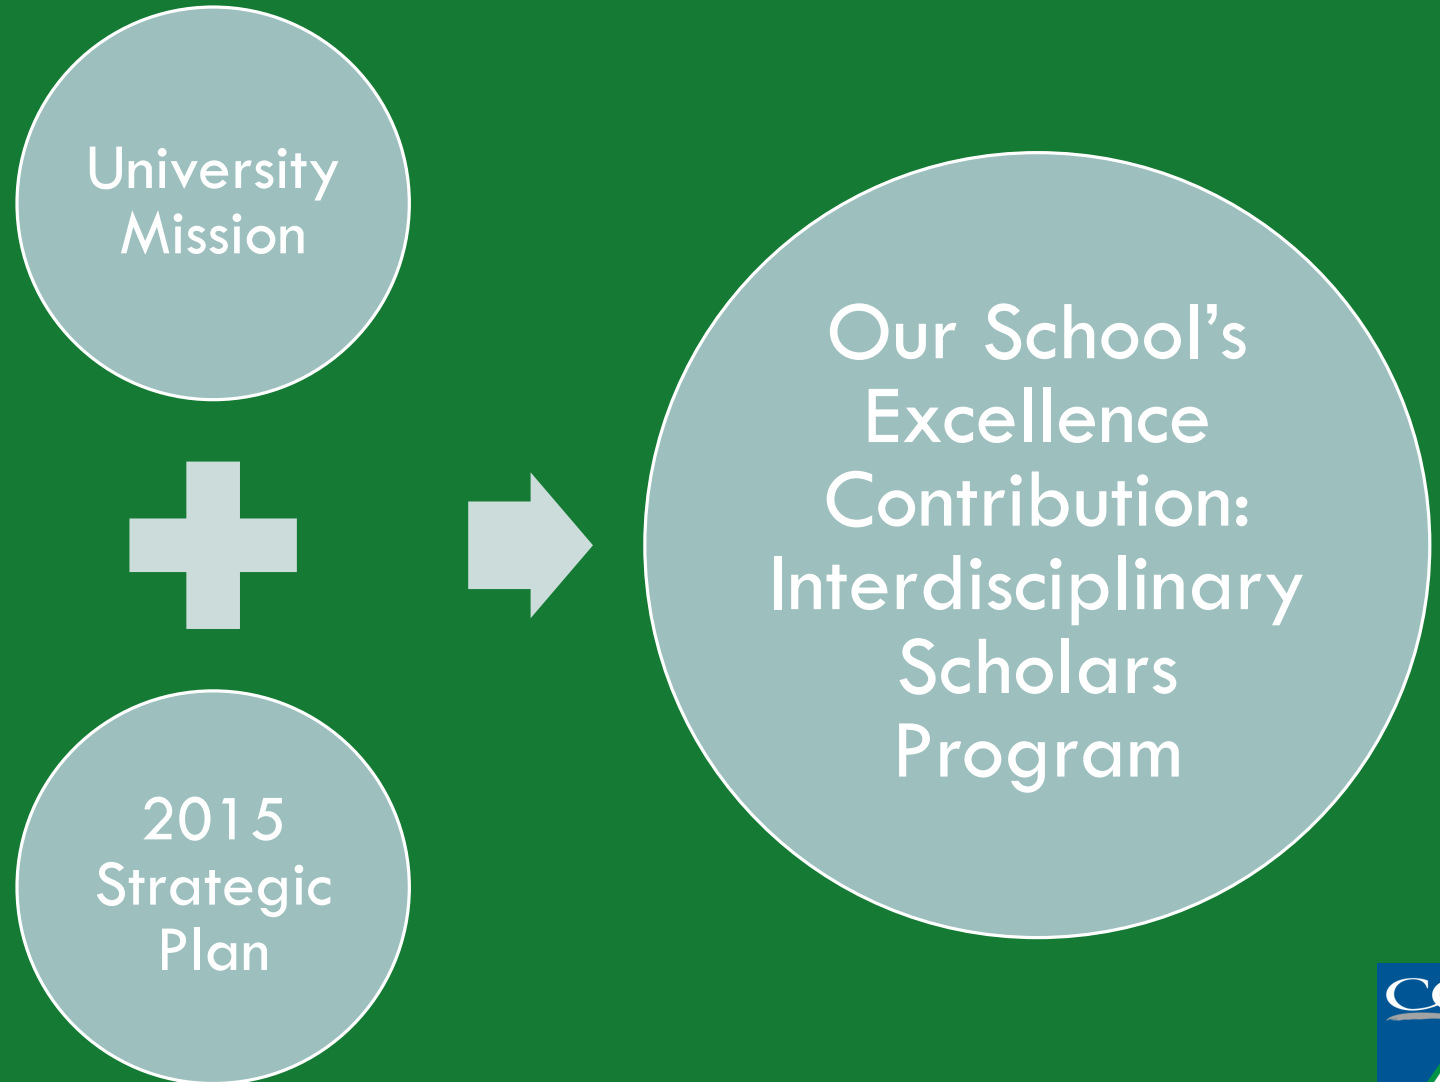 University
Mission
2015
Strategic
Plan
Our School’s
Excellence
Contribution:
Interdisciplinary
Scholars
Program